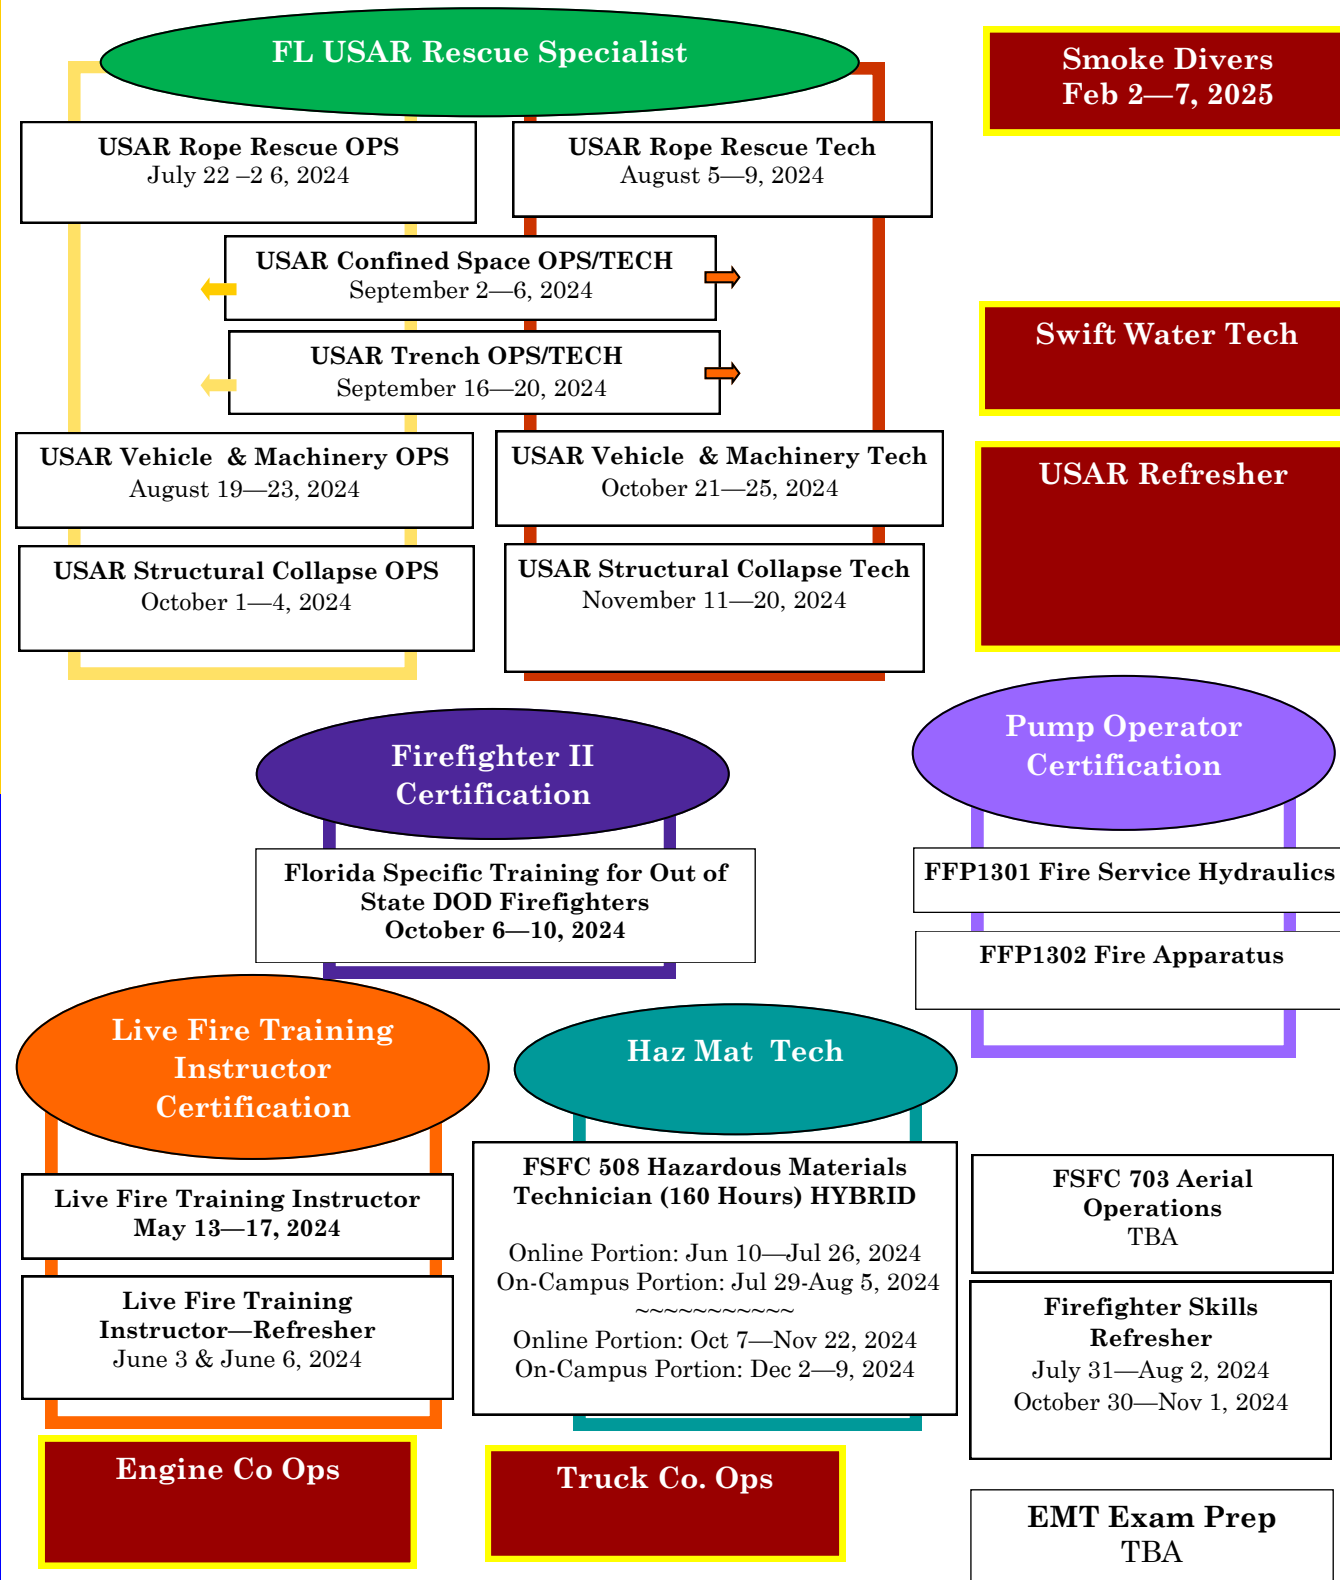 FL USAR Rescue Specialist
Smoke Divers
Feb 2—7, 2025
USAR Rope Rescue OPS
July 22 –2 6, 2024
USAR Rope Rescue Tech
August 5—9, 2024
USAR Confined Space OPS/TECH
September 2—6, 2024
USAR Trench OPS/TECH
September 16—20, 2024
Swift Water Tech
USAR Vehicle  & Machinery OPS
August 19—23, 2024
USAR Vehicle  & Machinery Tech
October 21—25, 2024
USAR Refresher
USAR Structural Collapse OPS
October 1—4, 2024
USAR Structural Collapse Tech
November 11—20, 2024
Firefighter II
Certification
Florida Specific Training for Out of
State DOD Firefighters
October 6—10, 2024
Pump Operator
Certification
FFP1301 Fire Service Hydraulics
FFP1302 Fire Apparatus
Live Fire Training
Instructor
Certification
Live Fire Training Instructor
May 13—17, 2024
Live Fire Training
Instructor—Refresher
June 3 & June 6, 2024
Haz Mat  Tech
FSFC 508 Hazardous Materials
Technician (160 Hours) HYBRID
Online Portion: Jun 10—Jul 26, 2024
On-Campus Portion: Jul 29-Aug 5, 2024
~~~~~~~~~~~
Online Portion: Oct 7—Nov 22, 2024
On-Campus Portion: Dec 2—9, 2024
FSFC 703 Aerial
Operations
TBA
Firefighter Skills
Refresher
July 31—Aug 2, 2024
October 30—Nov 1, 2024
Engine Co Ops
Truck Co. Ops
EMT Exam Prep
TBA